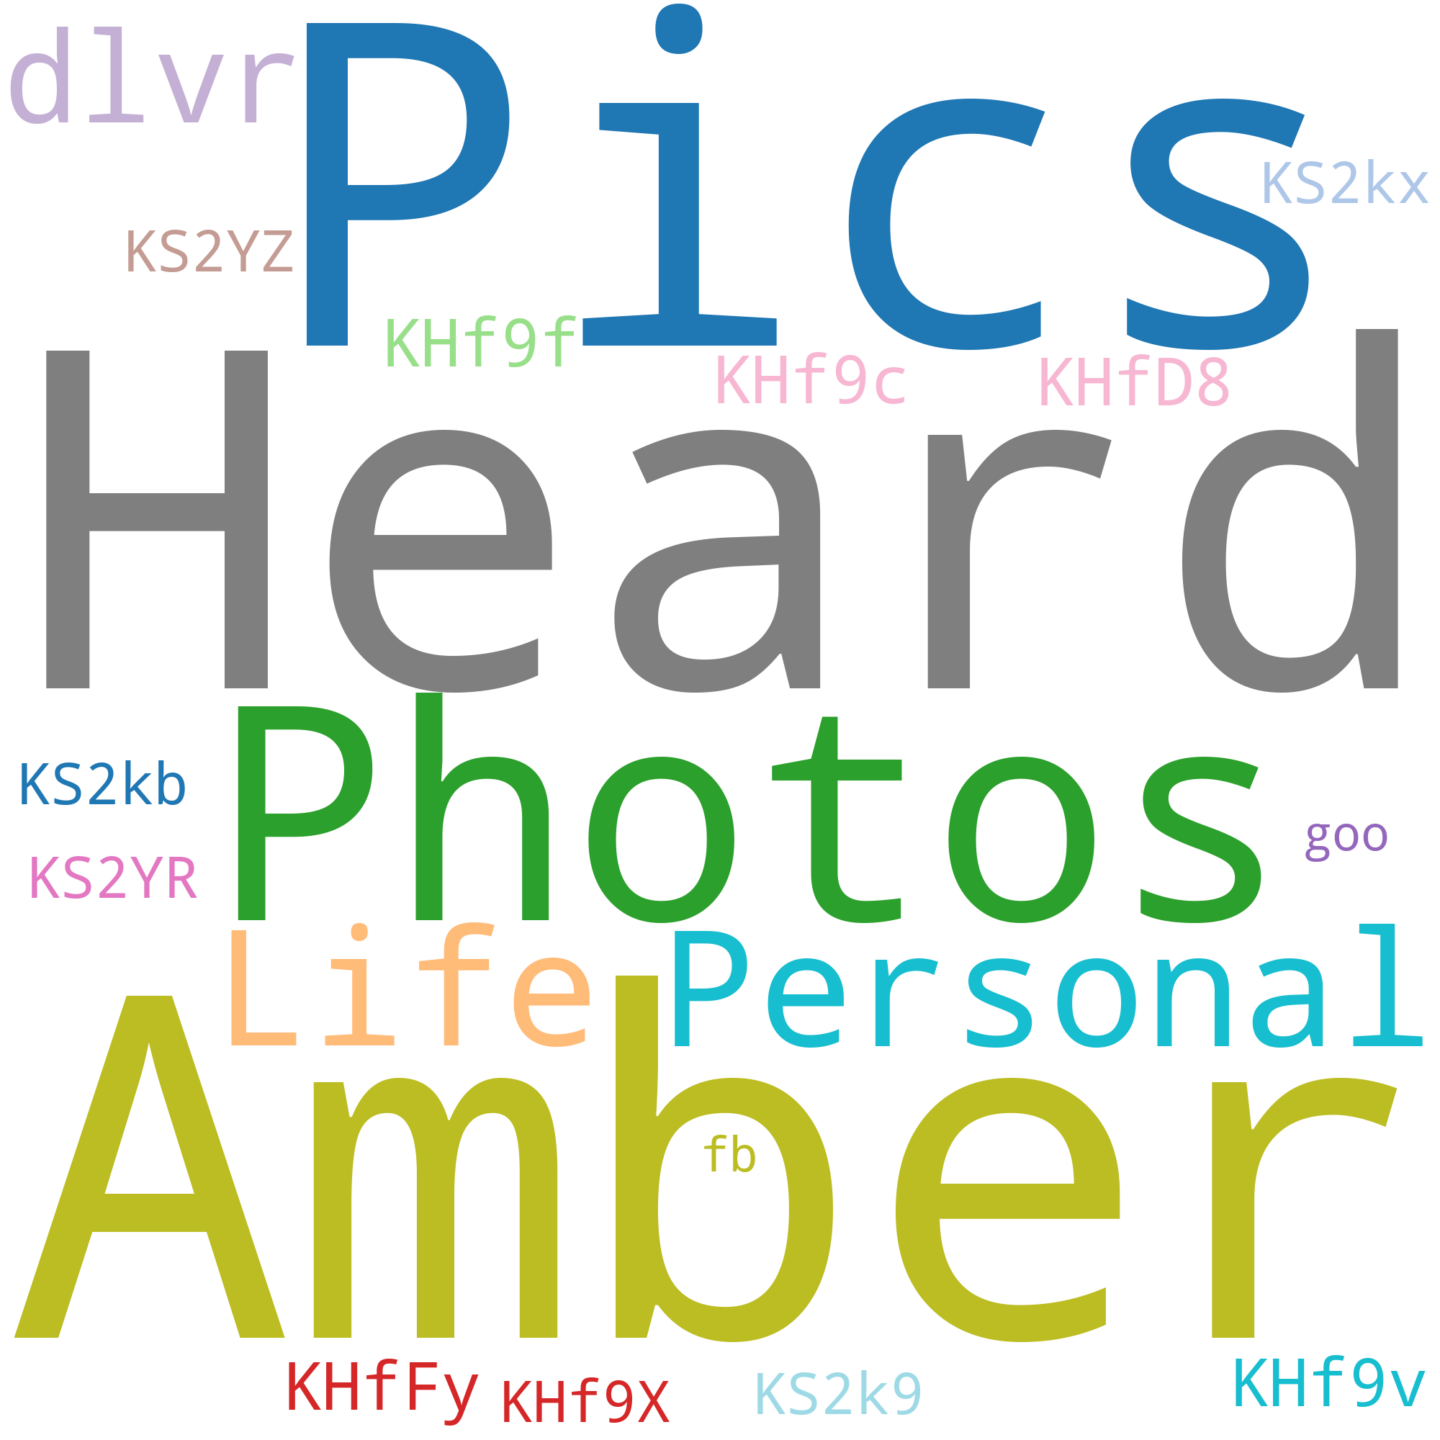 dlvr
Pics
KS2kx
KS2YZ
KHf9f
KHf9c
KHfD8
Heard
Photos
KS2kb
goo
KS2YR
Life
Personal
Amber
fb
KHfFy
KHf9X
KS2k9
KHf9v